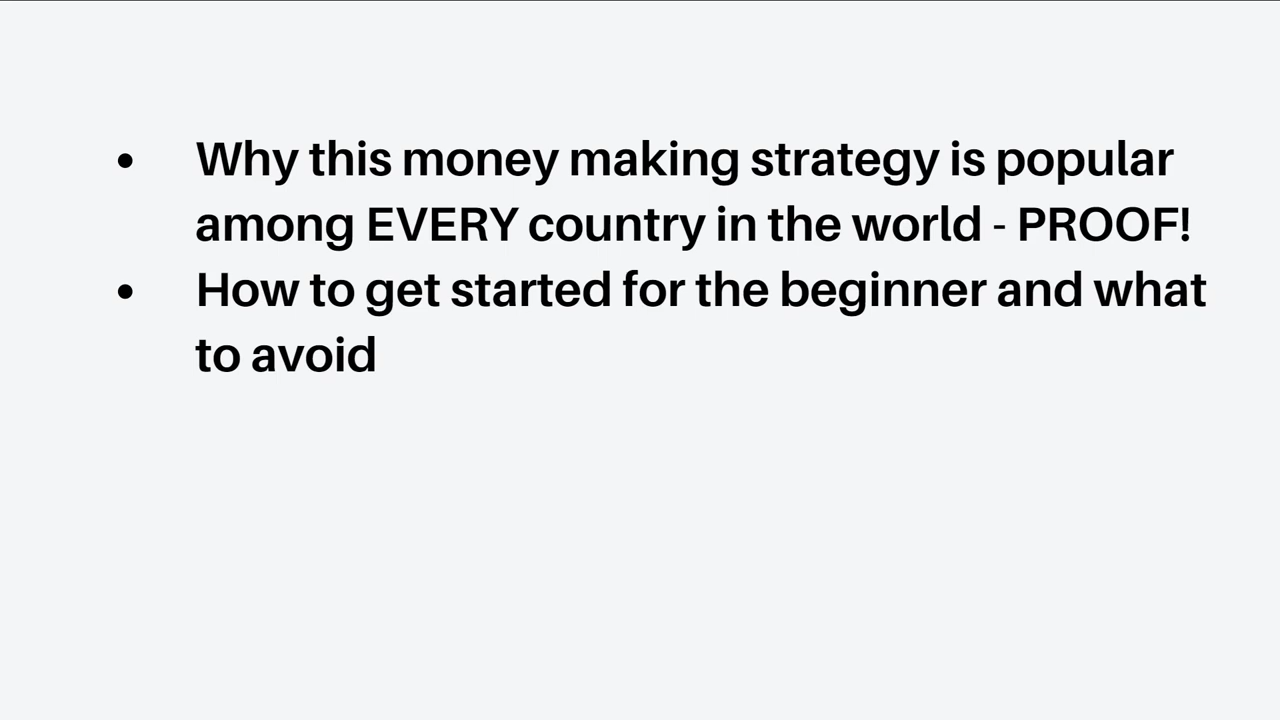 • Why this money making strategy is popular
among EVERY country in the world - PROOF!
• How to get started for the beginner and what
to avoid